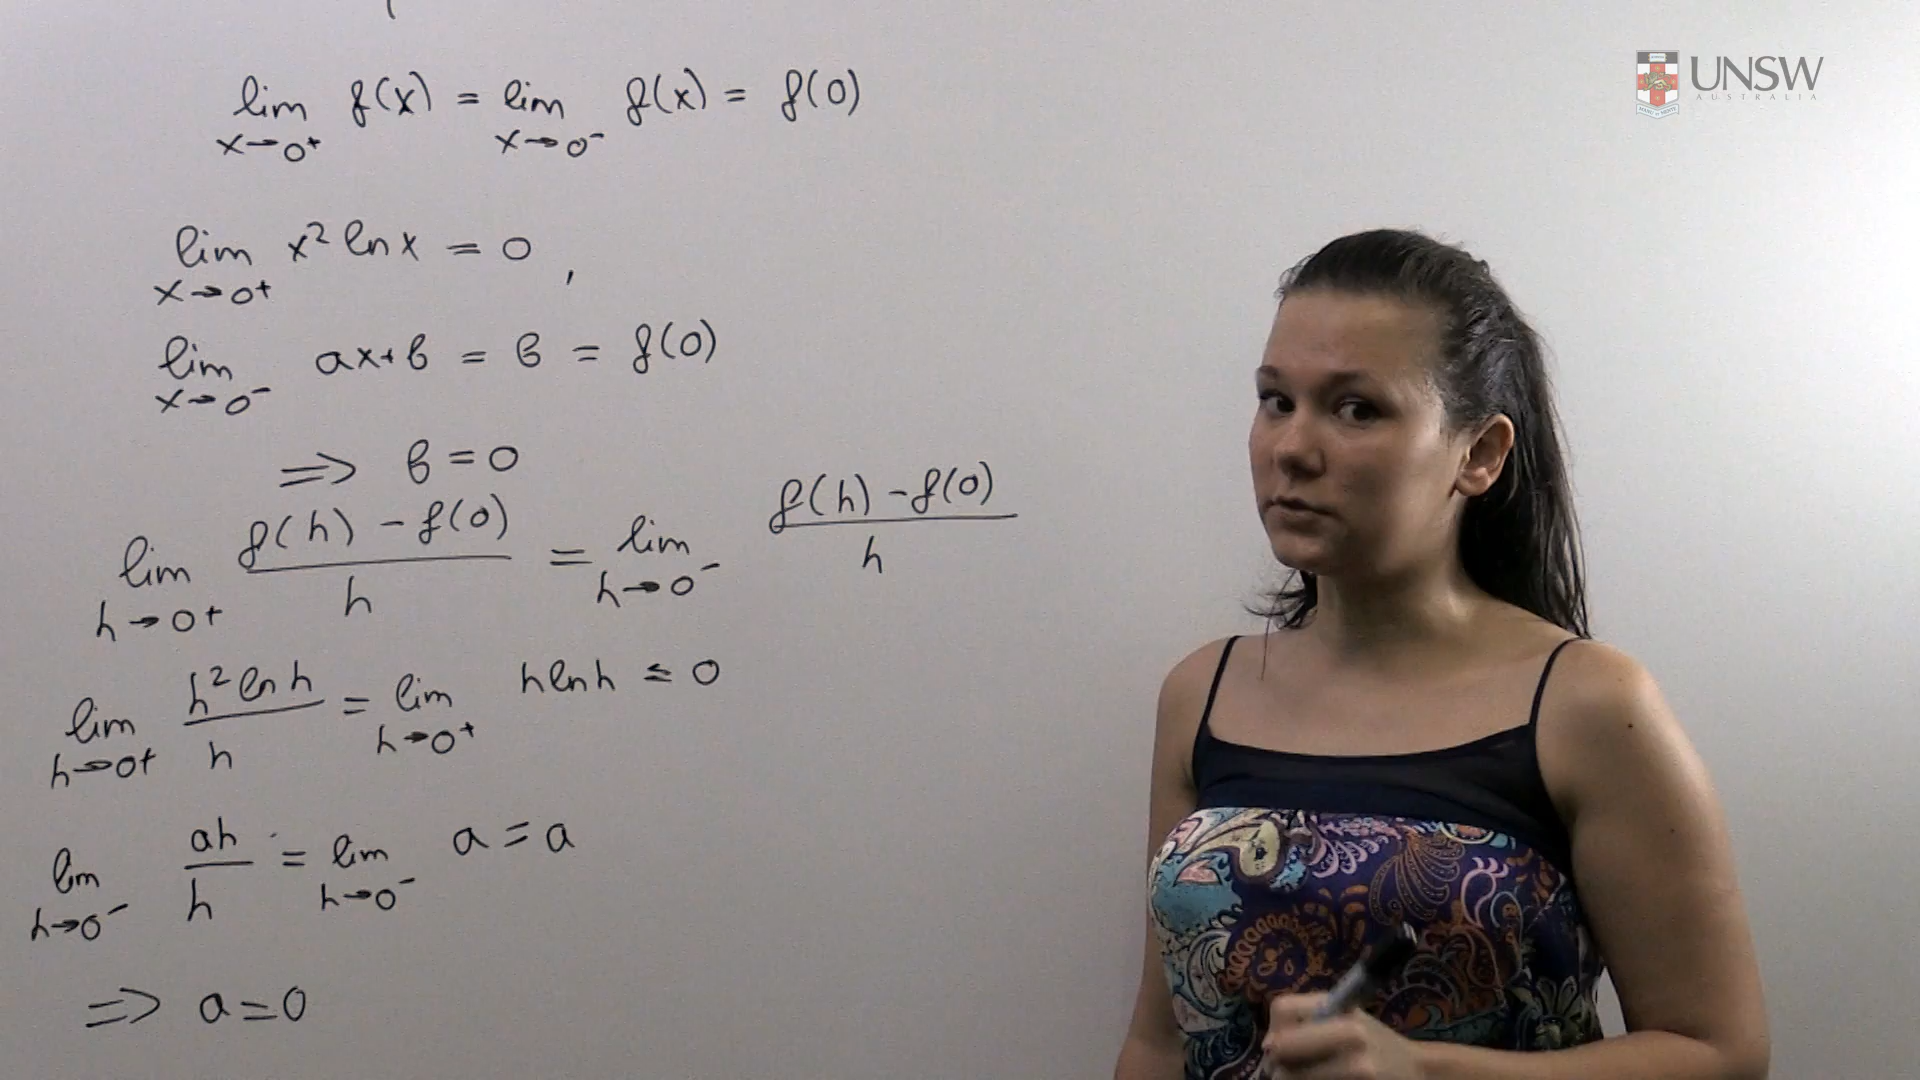 UNSW
AUSTRALIA
lim f(x) = lim f(x) = f(0)
x→0⁺ x→0⁻
lim x² ln x = 0 ,
x→0⁺
lim ax+b = b = f(0)
x→0⁻
⇒ b = 0
f(h) - f(0) f(h) - f(0)
lim = lim
h→0⁺ h h→0⁻ h
lim h² ln h = lim h ln h = 0
h→0⁺ h h→0⁺
lim ah = lim a = a
h→0⁻ h h→0⁻
⇒ a = 0